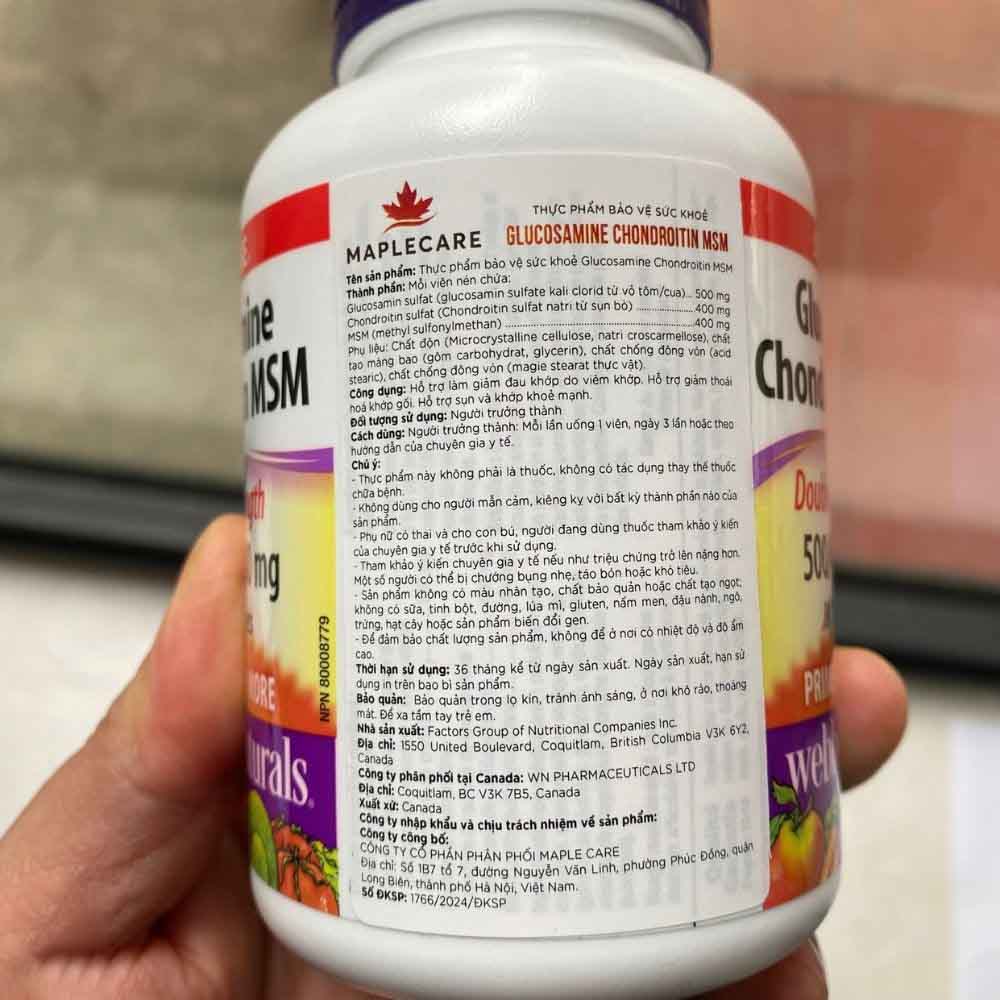 MAPLECARE
THỰC PHẨM BẢO VỆ SỨC KHOẺ
GLUCOSAMINE CHONDROITIN MSM
Tên sản phẩm: Thực phẩm bảo vệ sức khoẻ Glucosamine Chondroitin MSM
Thành phần: Mỗi viên nén chứa:
Glucosamin sulfat (glucosamin sulfate kali clorid từ vỏ tôm/cua)... 500 mg
Chondroitin sulfat (Chondroitin sulfat natri từ sụn bò) ................ 400 mg
MSM (methyl sulfonylmethan) ................ 400 mg
Phụ liệu: Chất độn (Microcrystalline cellulose, natri croscarmellose), chất
tạo màng bao (gôm carbohydrat, glycerin), chất chống đông vón (acid
stearic), chất chống đông vón (magie stearat thực vật).
Công dụng: Hỗ trợ làm giảm đau khớp do viêm khớp. Hỗ trợ giảm thoái
hoá khớp gối. Hỗ trợ sụn và khớp khoẻ mạnh.
Đối tượng sử dụng: Người trưởng thành
Cách dùng: Người trưởng thành: Mỗi lần uống 1 viên, ngày 3 lần hoặc theo
hướng dẫn của chuyên gia y tế.
Chú ý:
- Thực phẩm này không phải là thuốc, không có tác dụng thay thế thuốc
chữa bệnh.
- Không dùng cho người mẫn cảm, kiêng kỵ với bất kỳ thành phần nào của
sản phẩm.
- Phụ nữ có thai và cho con bú, người đang dùng thuốc tham khảo ý kiến
của chuyên gia y tế trước khi sử dụng.
- Tham khảo ý kiến chuyên gia y tế nếu như triệu chứng trở lên nặng hơn.
Một số người có thể bị chướng bụng nhẹ, táo bón hoặc khó tiêu.
- Sản phẩm không có màu nhân tạo, chất bảo quản hoặc chất tạo ngọt;
không có sữa, tinh bột, đường, lúa mì, gluten, nấm men, đậu nành, ngô,
trứng, hạt cây hoặc sản phẩm biến đổi gen.
- Để đảm bảo chất lượng sản phẩm, không để ở nơi có nhiệt độ và độ ẩm
cao.
Thời hạn sử dụng: 36 tháng kể từ ngày sản xuất. Ngày sản xuất, hạn sử
dụng in trên bao bì sản phẩm.
Bảo quản: Bảo quản trong lọ kín, tránh ánh sáng, ở nơi khô ráo, thoáng
mát. Để xa tầm tay trẻ em.
Nhà sản xuất: Factors Group of Nutritional Companies Inc.
Địa chỉ: 1550 United Boulevard, Coquitlam, British Columbia V3K 6Y2,
Canada
Công ty phân phối tại Canada: WN PHARMACEUTICALS LTD
Địa chỉ: Coquitlam, BC V3K 7B5, Canada
Xuất xứ: Canada
Công ty nhập khẩu và chịu trách nhiệm về sản phẩm:
Công ty công bố:
CÔNG TY CỔ PHẦN PHÂN PHỐI MAPLE CARE
Địa chỉ: Số 1B7 tổ 7, đường Nguyễn Văn Linh, phường Phúc Đồng, quận
Long Biên, thành phố Hà Nội, Việt Nam.
Số ĐKSP: 1766/2024/ĐKSP
NPN 80008779
MSM
mg